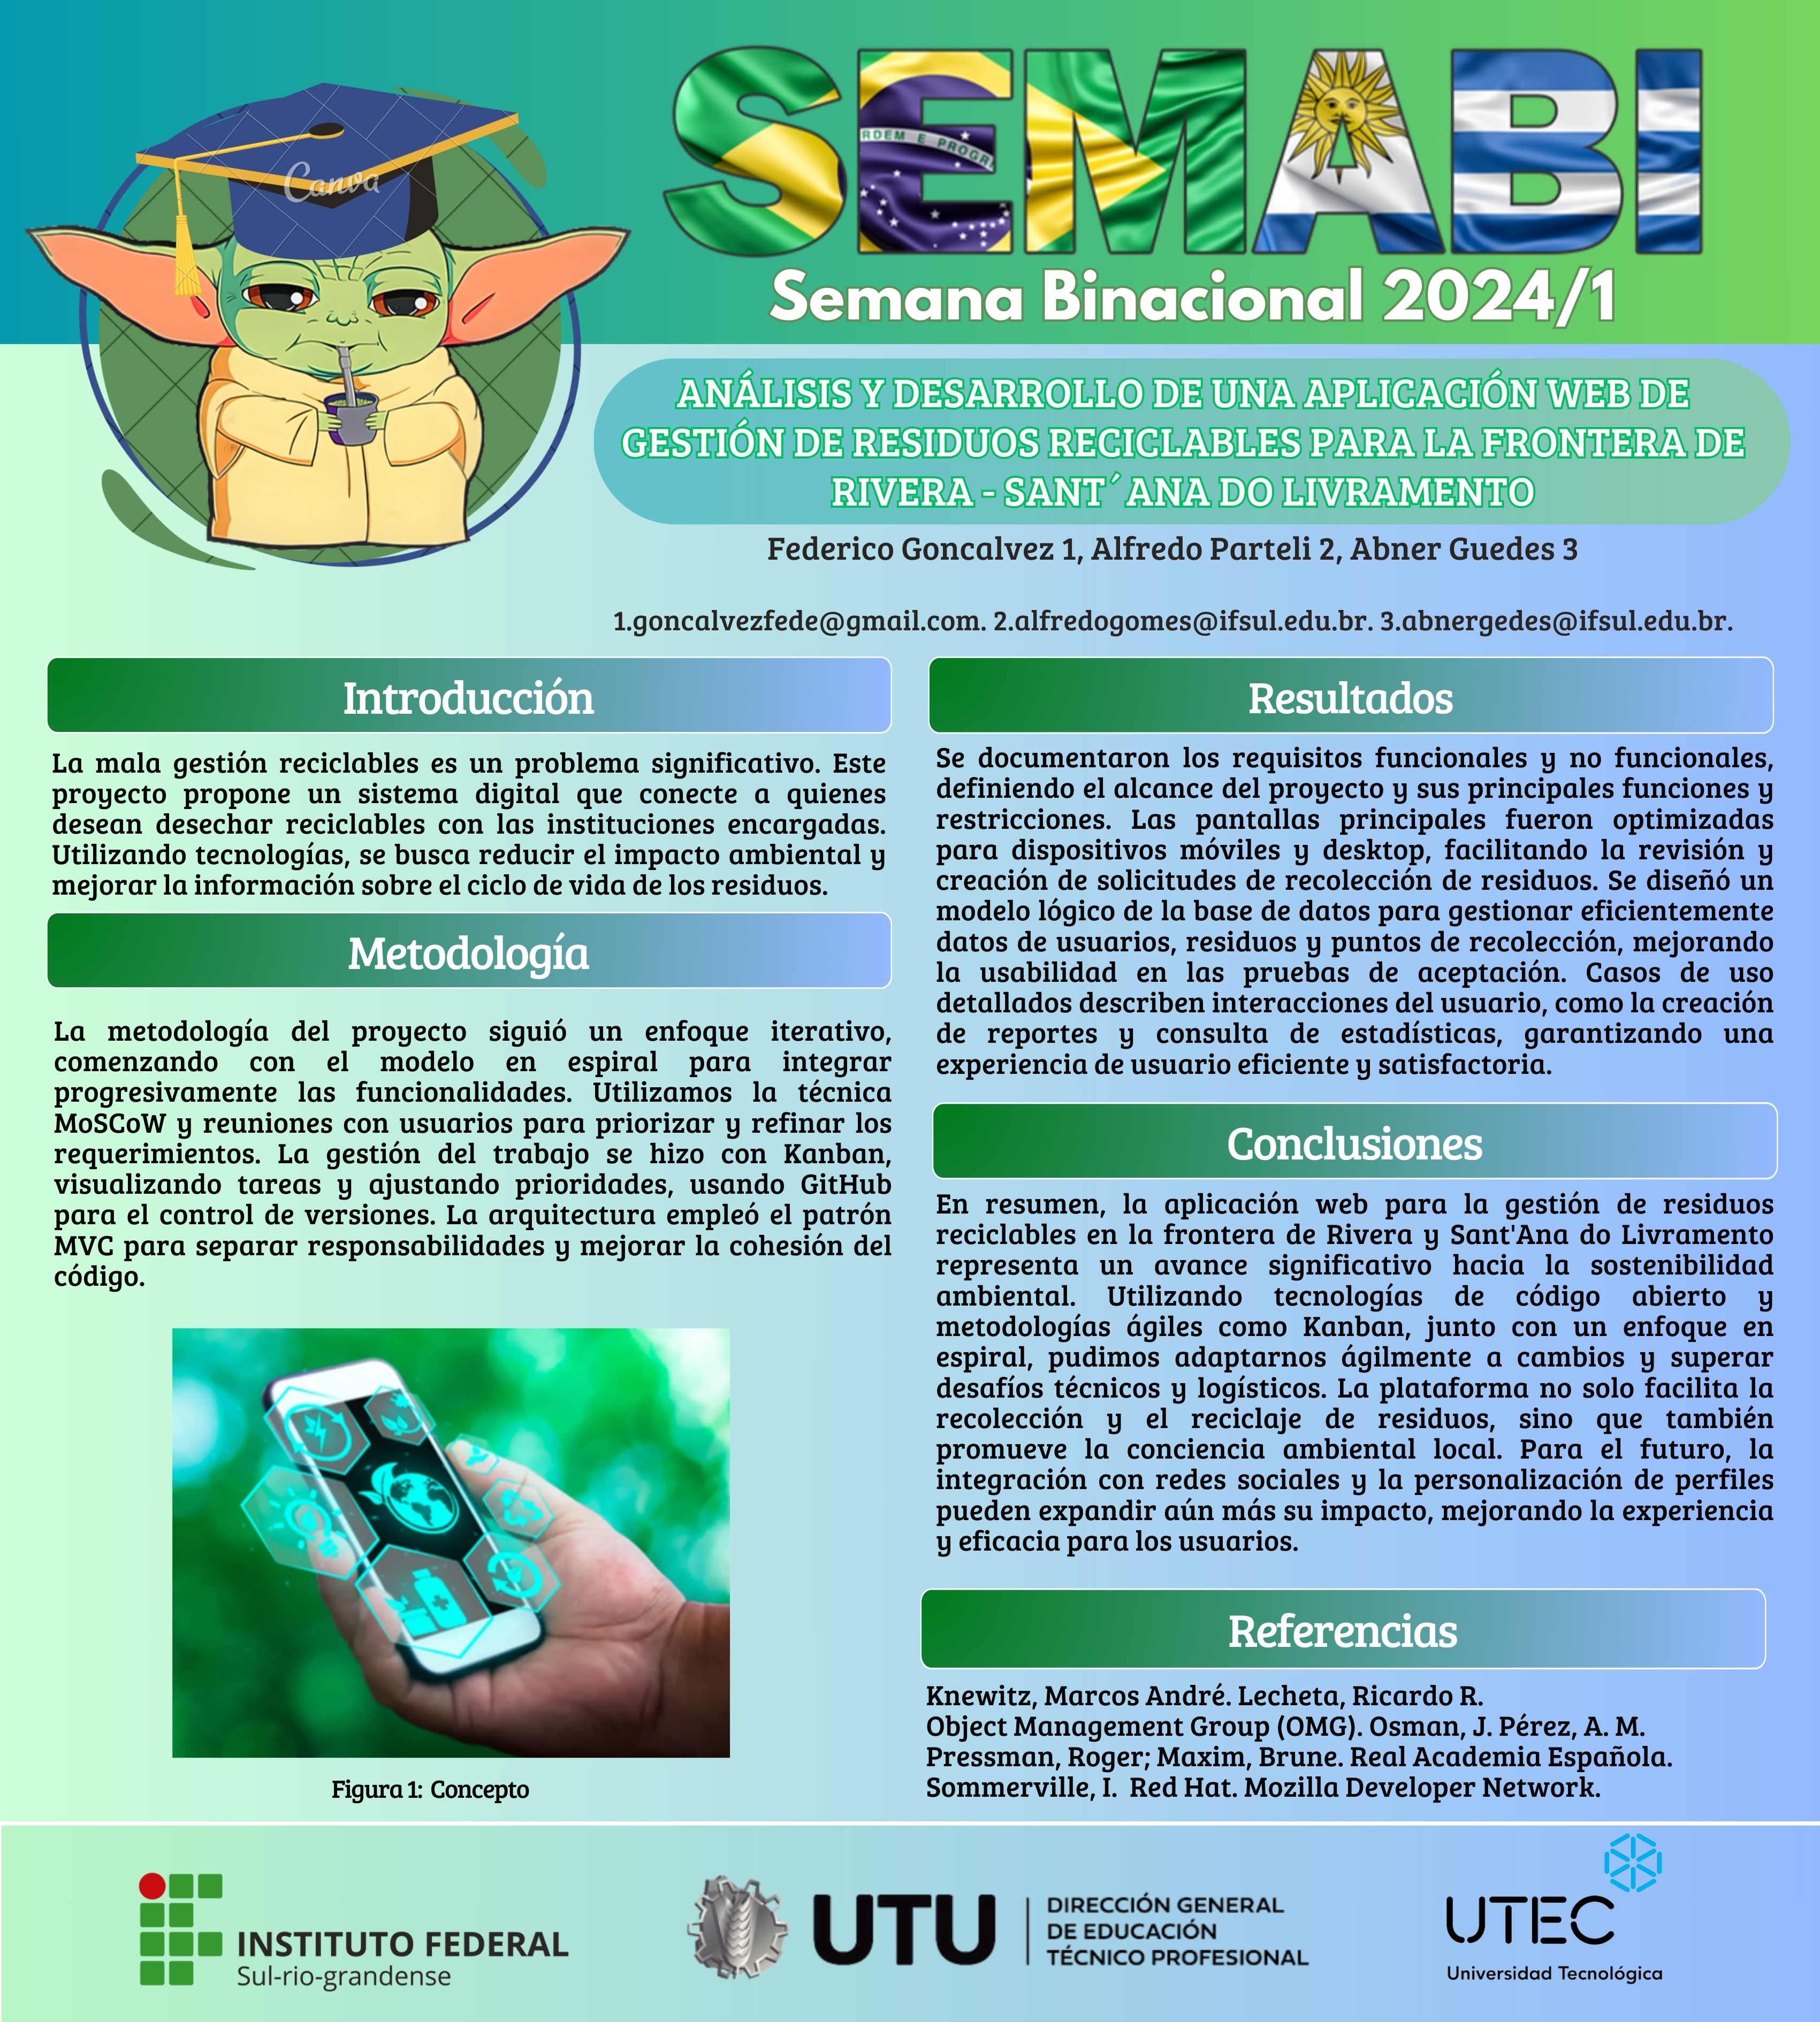 SEMABI
RDEM E PROGR
Canva
Semana Binacional 2024/1
ANÁLISIS Y DESARROLLO DE UNA APLICACIÓN WEB DE
GESTIÓN DE RESIDUOS RECICLABLES PARA LA FRONTERA DE
RIVERA - SANT´ANA DO LIVRAMENTO
Federico Goncalvez 1, Alfredo Parteli 2, Abner Guedes 3
1.goncalvezfede@gmail.com. 2.alfredogomes@ifsul.edu.br. 3.abnergedes@ifsul.edu.br.
Introducción
La mala gestión reciclables es un problema significativo. Este
proyecto propone un sistema digital que conecte a quienes
desean desechar reciclables con las instituciones encargadas.
Utilizando tecnologías, se busca reducir el impacto ambiental y
mejorar la información sobre el ciclo de vida de los residuos.
Metodología
La metodología del proyecto siguió un enfoque iterativo,
comenzando con el modelo en espiral para integrar
progresivamente las funcionalidades. Utilizamos la técnica
MoSCoW y reuniones con usuarios para priorizar y refinar los
requerimientos. La gestión del trabajo se hizo con Kanban,
visualizando tareas y ajustando prioridades, usando GitHub
para el control de versiones. La arquitectura empleó el patrón
MVC para separar responsabilidades y mejorar la cohesión del
código.
Figura 1: Concepto
Resultados
Se documentaron los requisitos funcionales y no funcionales,
definiendo el alcance del proyecto y sus principales funciones y
restricciones. Las pantallas principales fueron optimizadas
para dispositivos móviles y desktop, facilitando la revisión y
creación de solicitudes de recolección de residuos. Se diseñó un
modelo lógico de la base de datos para gestionar eficientemente
datos de usuarios, residuos y puntos de recolección, mejorando
la usabilidad en las pruebas de aceptación. Casos de uso
detallados describen interacciones del usuario, como la creación
de reportes y consulta de estadísticas, garantizando una
experiencia de usuario eficiente y satisfactoria.
Conclusiones
En resumen, la aplicación web para la gestión de residuos
reciclables en la frontera de Rivera y Sant'Ana do Livramento
representa un avance significativo hacia la sostenibilidad
ambiental. Utilizando tecnologías de código abierto y
metodologías ágiles como Kanban, junto con un enfoque en
espiral, pudimos adaptarnos ágilmente a cambios y superar
desafíos técnicos y logísticos. La plataforma no solo facilita la
recolección y el reciclaje de residuos, sino que también
promueve la conciencia ambiental local. Para el futuro, la
integración con redes sociales y la personalización de perfiles
pueden expandir aún más su impacto, mejorando la experiencia
y eficacia para los usuarios.
Referencias
Knewitz, Marcos André. Lecheta, Ricardo R.
Object Management Group (OMG). Osman, J. Pérez, A. M.
Pressman, Roger; Maxim, Brune. Real Academia Española.
Sommerville, I. Red Hat. Mozilla Developer Network.
INSTITUTO FEDERAL
Sul-rio-grandense
UTU
DIRECCIÓN GENERAL
DE EDUCACIÓN
TÉCNICO PROFESIONAL
UTEC
Universidad Tecnológica